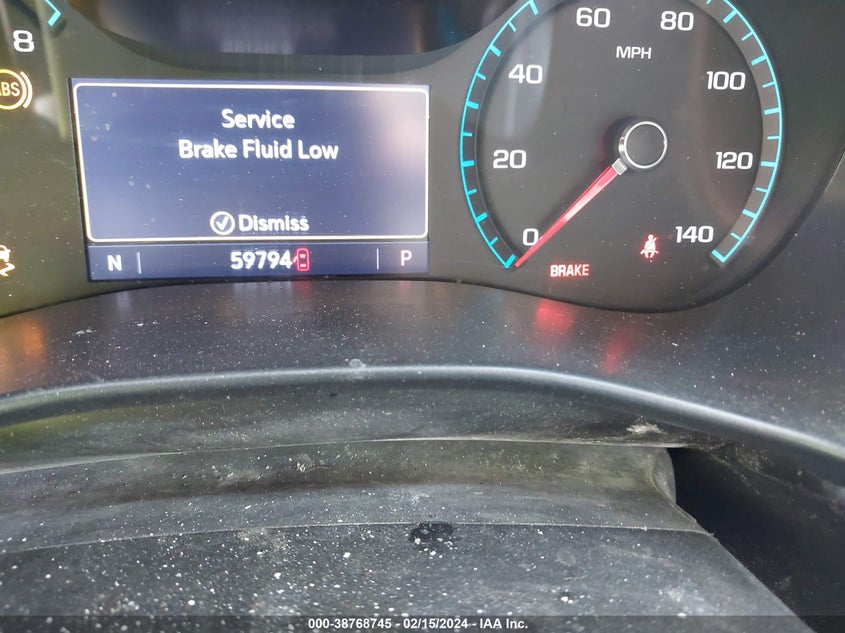 8
60 80
MPH
40 100
ABS
Service
Brake Fluid Low
20 120
Dismiss
0 140
N 59794 P
BRAKE
000-38768745 - 02/15/2024 - IAA Inc.